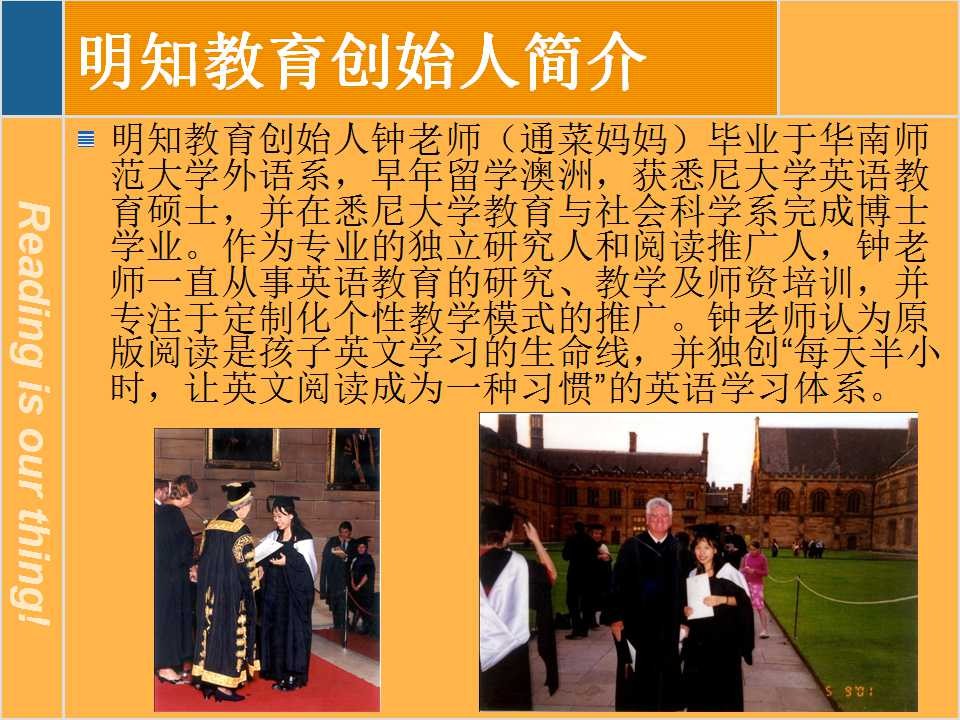 明知教育创始人简介
明知教育创始人钟老师（通菜妈妈）毕业于华南师
范大学外语系，早年留学澳洲，获悉尼大学英语教
育硕士，并在悉尼大学教育与社会科学系完成博士
学业。作为专业的独立研究人和阅读推广人，钟老
师一直从事英语教育的研究、教学及师资培训，并
专注于定制化个性教学模式的推广。钟老师认为原
版阅读是孩子英文学习的生命线，并独创“每天半小
时，让英文阅读成为一种习惯”的英语学习体系。
Reading is our thing!
5 9'01